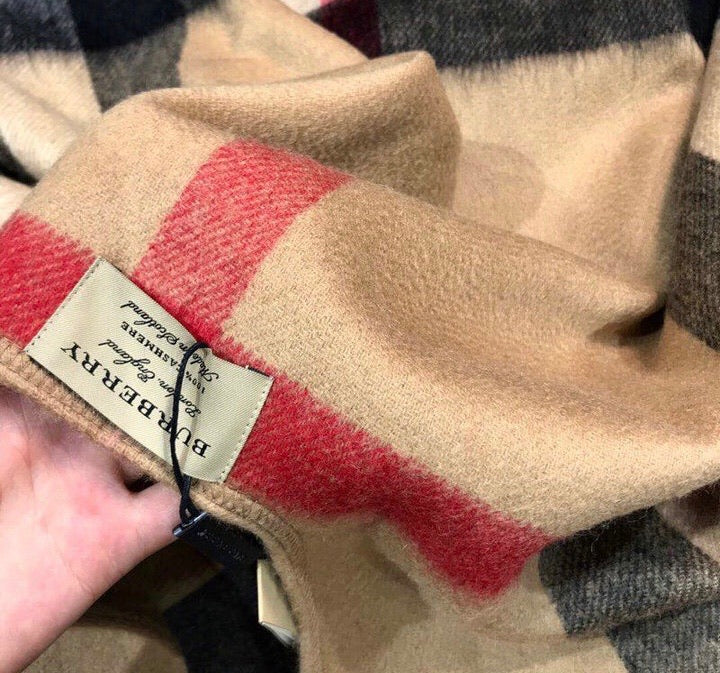 BURBERRY
London England
100% CASHMERE
Made in Scotland